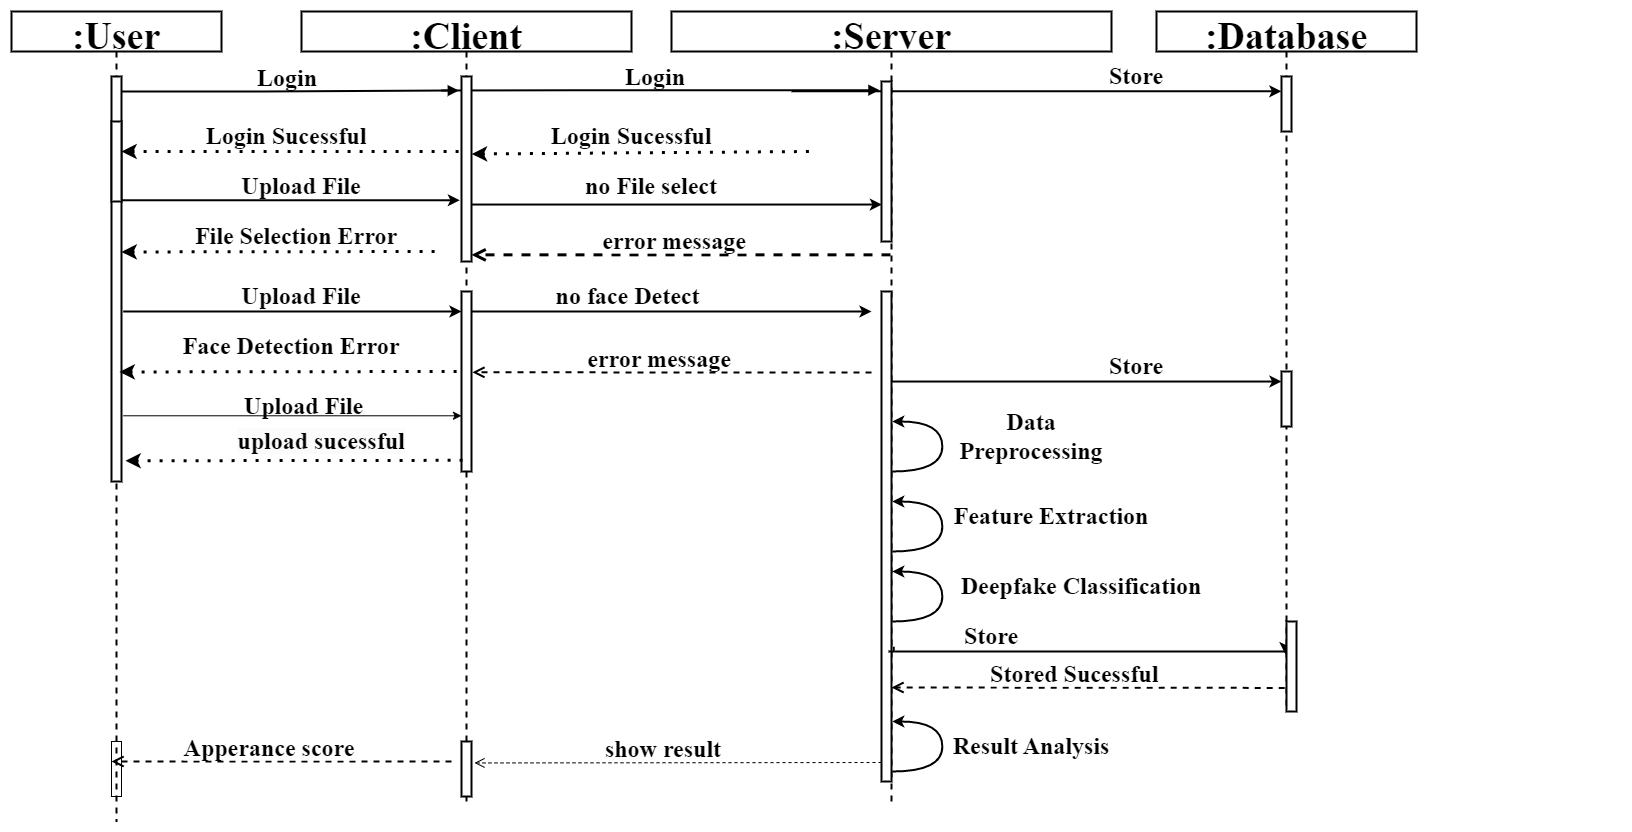 :User
:Client
:Server
:Database
Login
Login
Store
Login Sucessful
Login Sucessful
Upload File
no File select
File Selection Error
error message
Upload File
no face Detect
Face Detection Error
error message
Store
Upload File
Data
Preprocessing
upload sucessful
Feature Extraction
Deepfake Classification
Store
Stored Sucessful
Apperance score
show result
Result Analysis